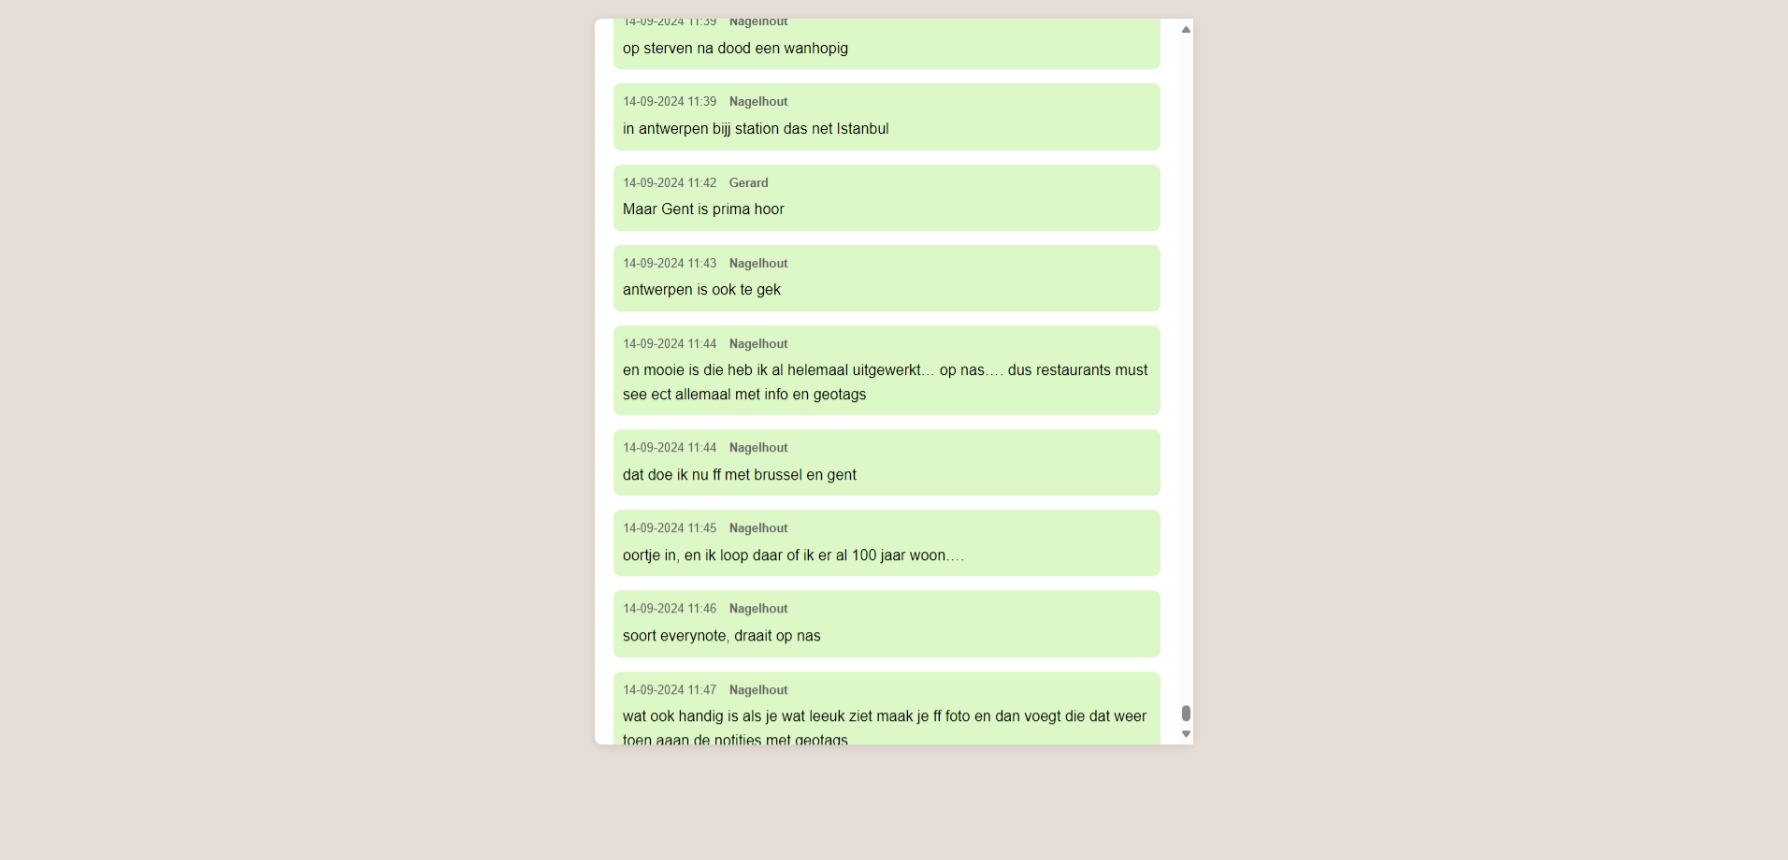 14-09-2024 11:39 Nagelhout
op sterven na dood een wanhopig
14-09-2024 11:39 Nagelhout
in antwerpen bijj station das net Istanbul
14-09-2024 11:42 Gerard
Maar Gent is prima hoor
14-09-2024 11:43 Nagelhout
antwerpen is ook te gek
14-09-2024 11:44 Nagelhout
en mooie is die heb ik al helemaal uitgewerkt… op nas…. dus restaurants must
see ect allemaal met info en geotags
14-09-2024 11:44 Nagelhout
dat doe ik nu ff met brussel en gent
14-09-2024 11:45 Nagelhout
oortje in, en ik loop daar of ik er al 100 jaar woon….
14-09-2024 11:46 Nagelhout
soort everynote, draait op nas
14-09-2024 11:47 Nagelhout
wat ook handig is als je wat leeuk ziet maak je ff foto en dan voegt die dat weer
toen aaan de notities met geotags